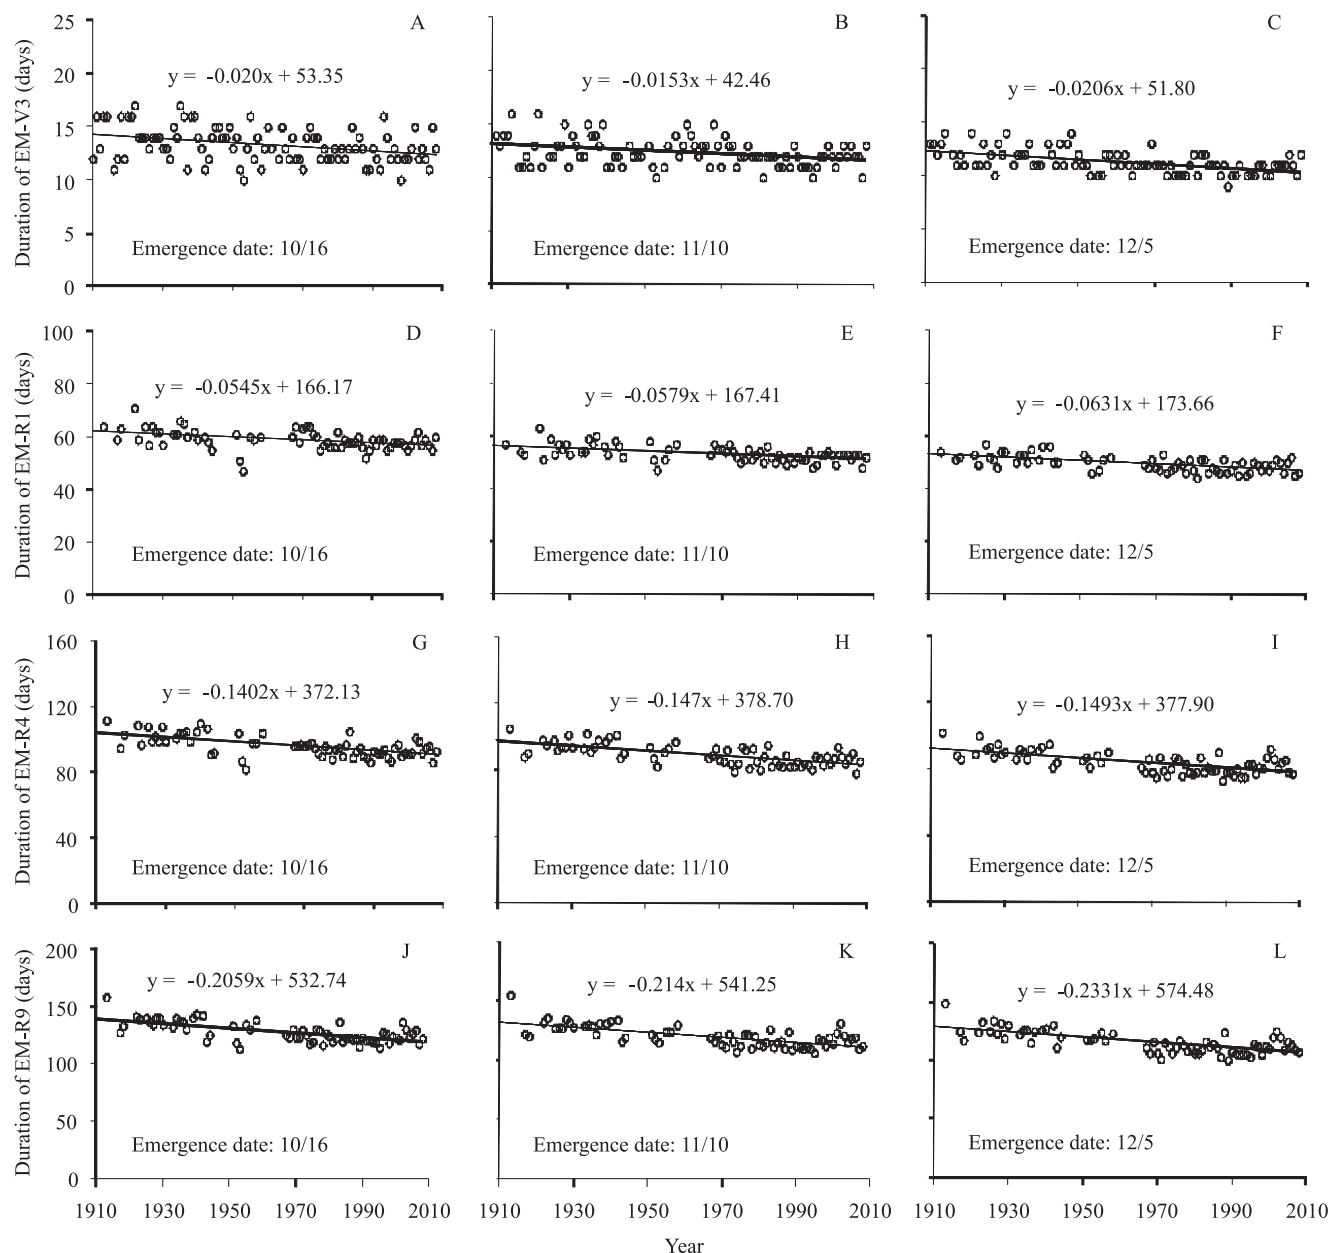 A B C
Duration of EM-V3 (days)
25
20
15
10
5
0
y = -0.020x + 53.35
y = -0.0153x + 42.46
y = -0.0206x + 51.80
Emergence date: 10/16
Emergence date: 11/10
Emergence date: 12/5
D E F
Duration of EM-R1 (days)
100
80
60
40
20
0
y = -0.0545x + 166.17
y = -0.0579x + 167.41
y = -0.0631x + 173.66
Emergence date: 10/16
Emergence date: 11/10
Emergence date: 12/5
G H I
Duration of EM-R4 (days)
160
120
80
40
0
y = -0.1402x + 372.13
y = -0.147x + 378.70
y = -0.1493x + 377.90
Emergence date: 10/16
Emergence date: 11/10
Emergence date: 12/5
J K L
Duration of EM-R9 (days)
200
150
100
50
0
y = -0.2059x + 532.74
y = -0.214x + 541.25
y = -0.2331x + 574.48
Emergence date: 10/16
Emergence date: 11/10
Emergence date: 12/5
1910 1930 1950 1970 1990 2010
1910 1930 1950 1970 1990 2010
1910 1930 1950 1970 1990 2010
Year